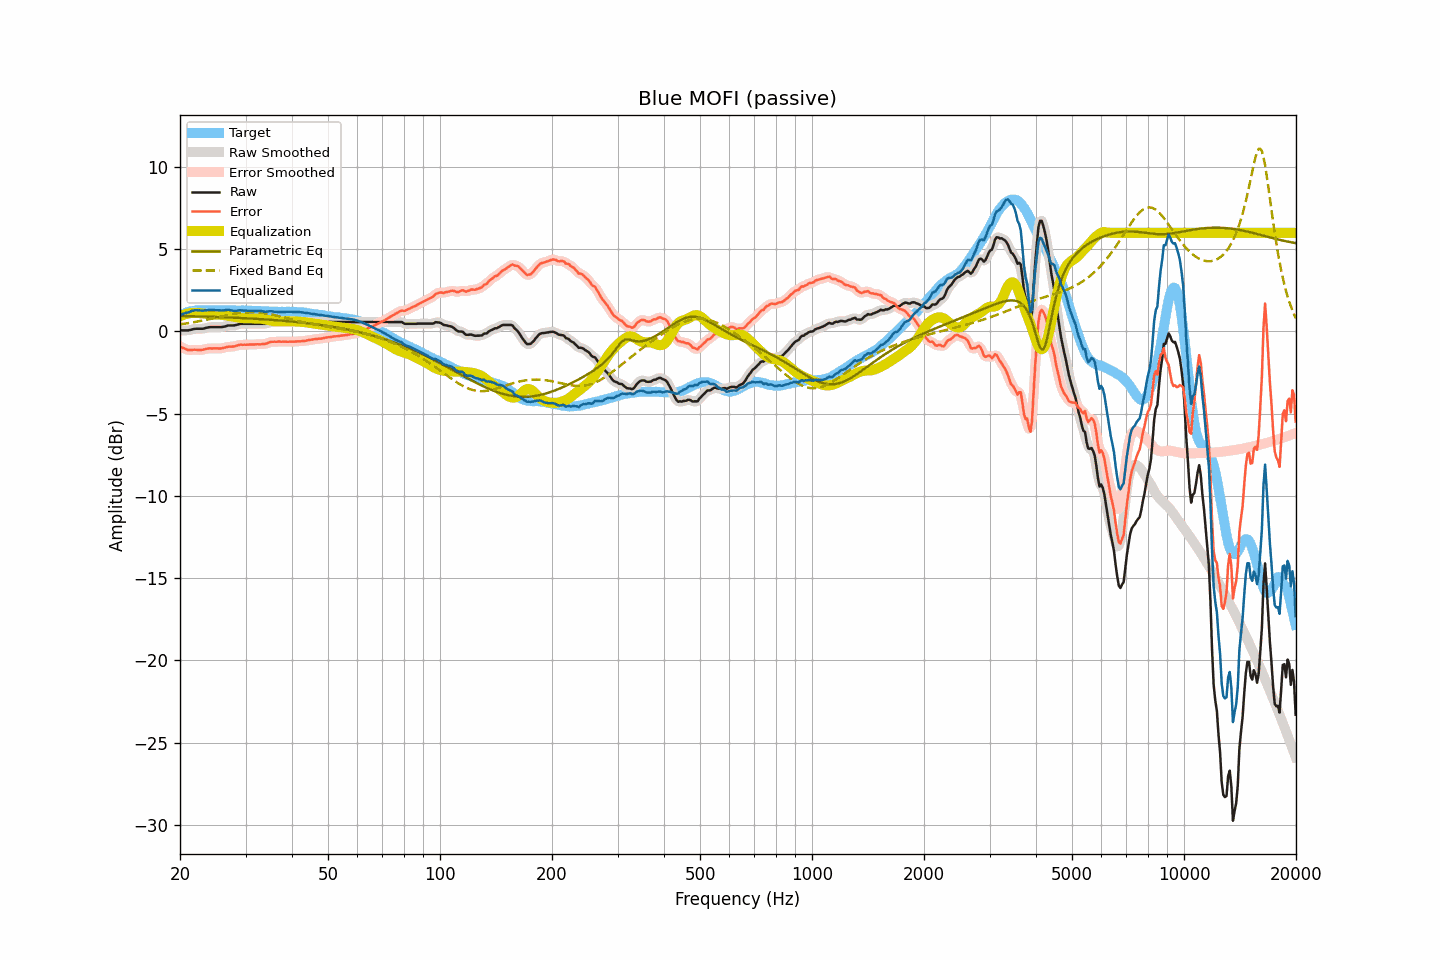 Blue MOFI (passive)
Target
Raw Smoothed
Error Smoothed
Raw
Error
Equalization
Parametric Eq
Fixed Band Eq
Equalized
10
5
0
−5
−10
−15
−20
−25
−30
Amplitude (dBr)
20 50 100 200 500 1000 2000 5000 10000 20000
Frequency (Hz)